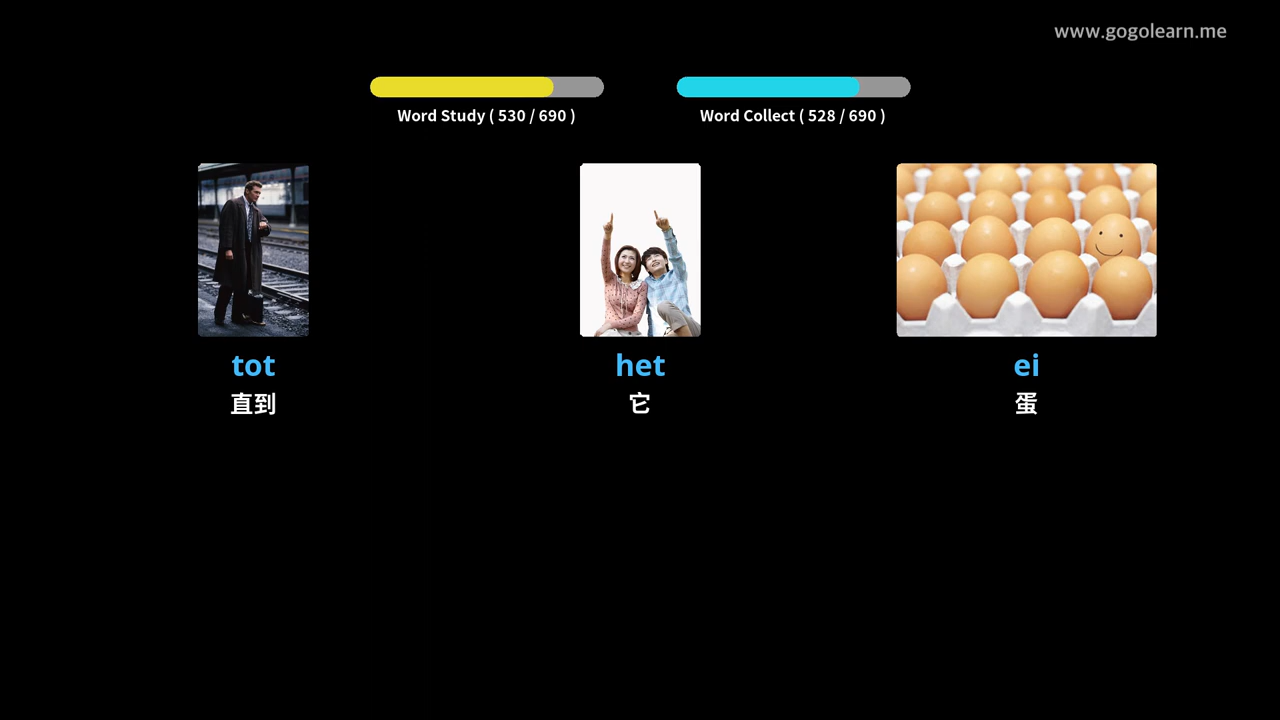 www.gogolearn.me
Word Study ( 530 / 690 )
Word Collect ( 528 / 690 )
tot
het
ei
直到
它
蛋